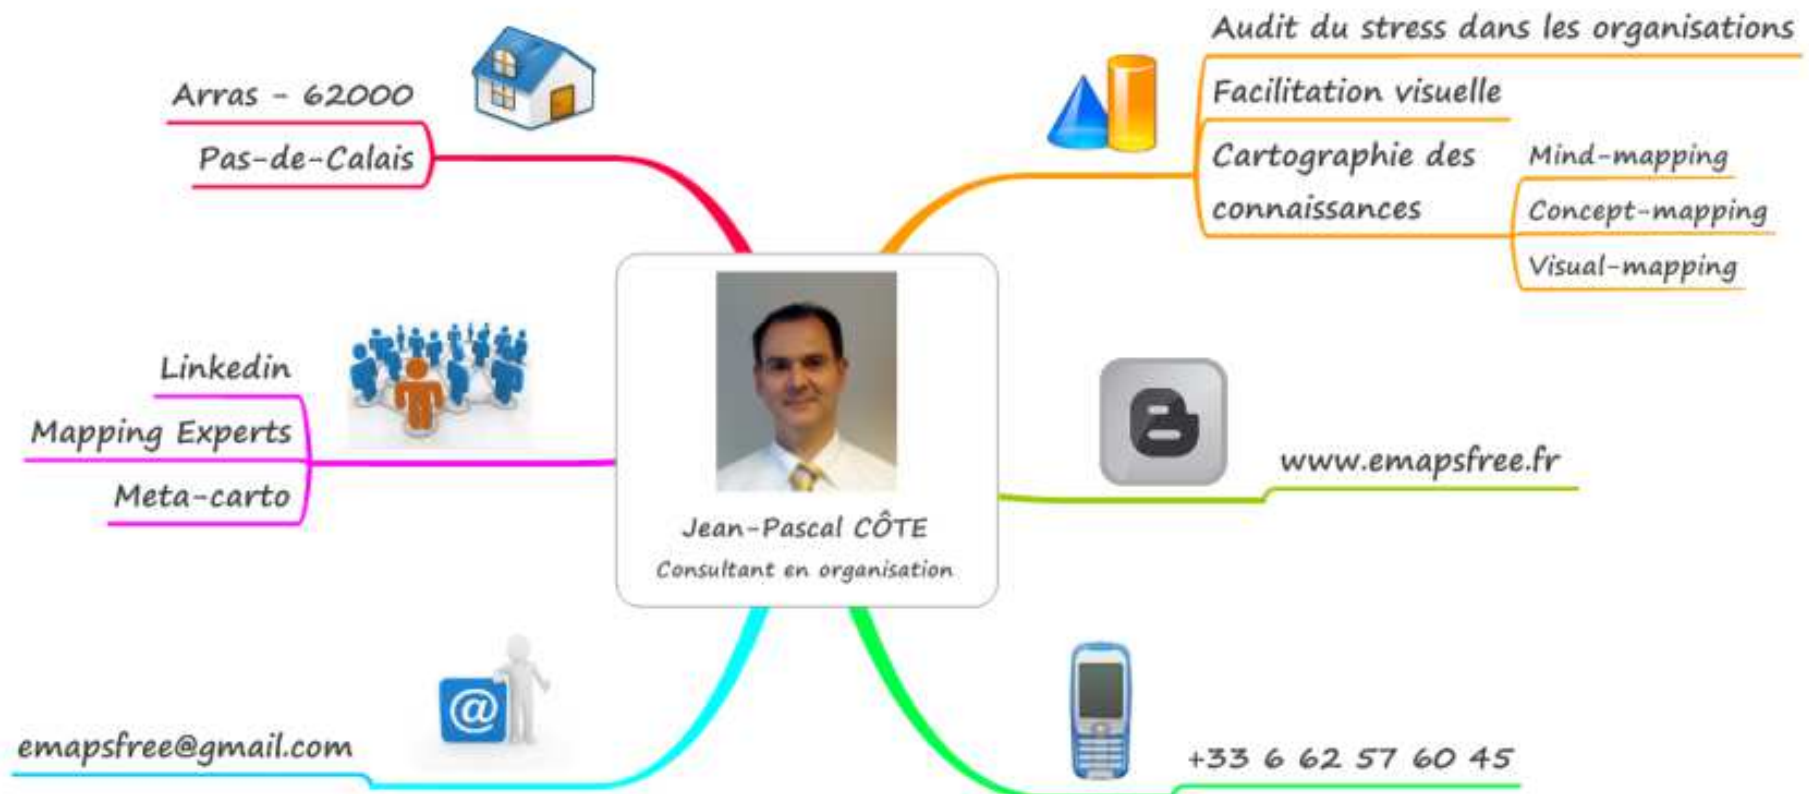 Arras - 62000
Pas-de-Calais
Audit du stress dans les organisations
Facilitation visuelle
Cartographie des
connaissances
Mind-mapping
Concept-mapping
Visual-mapping
Linkedin
Mapping Experts
Meta-carto
Jean-Pascal CÔTE
Consultant en organisation
www.emapsfree.fr
@
emapsfree@gmail.com
+33 6 62 57 60 45